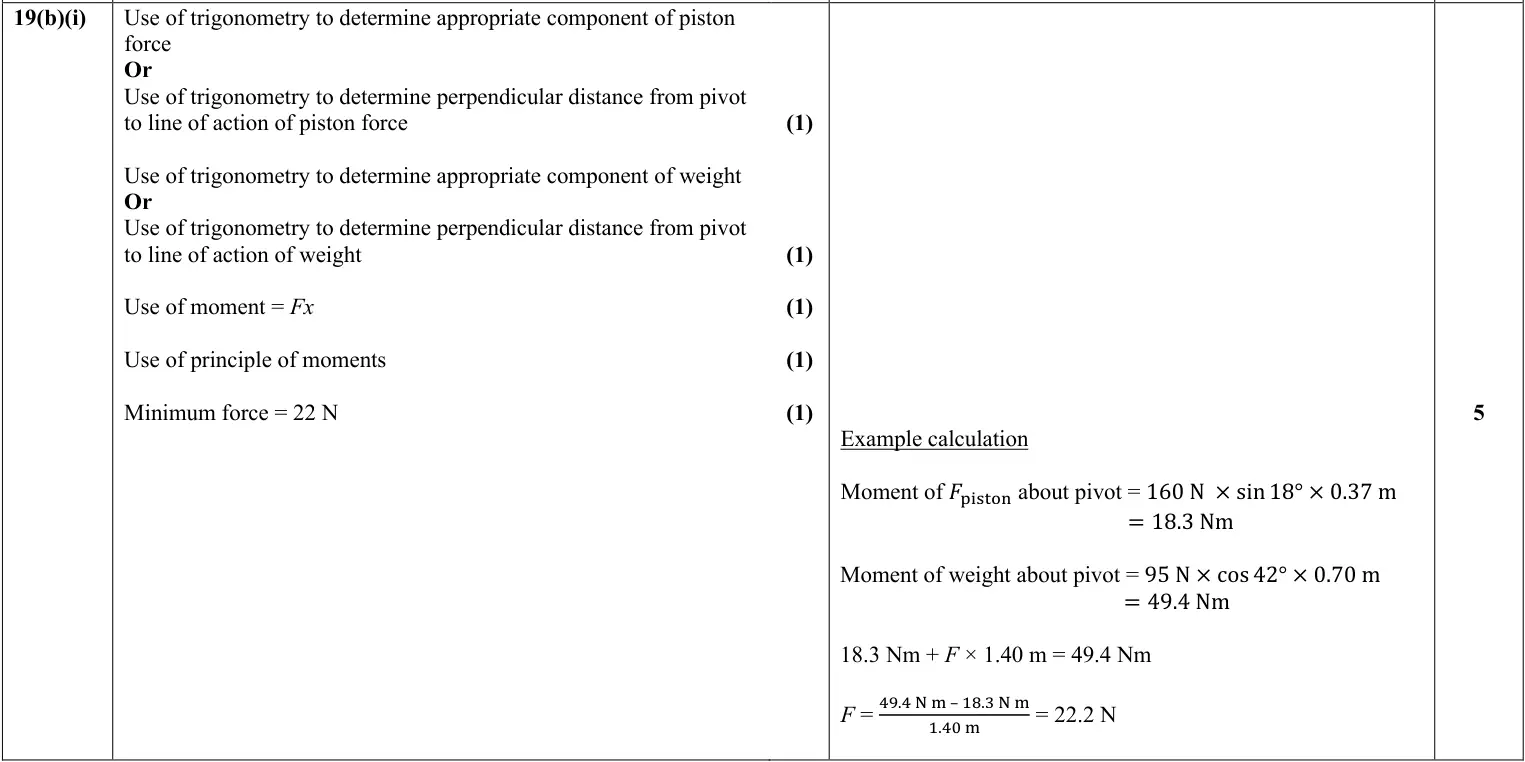 19(b)(i) Use of trigonometry to determine appropriate component of piston
force
Or
Use of trigonometry to determine perpendicular distance from pivot
to line of action of piston force (1)
Use of trigonometry to determine appropriate component of weight
Or
Use of trigonometry to determine perpendicular distance from pivot
to line of action of weight (1)
Use of moment = Fx (1)
Use of principle of moments (1)
Minimum force = 22 N (1) 5
Example calculation
Moment of F_piston about pivot = 160 N × sin 18° × 0.37 m
= 18.3 Nm
Moment of weight about pivot = 95 N × cos 42° × 0.70 m
= 49.4 Nm
18.3 Nm + F × 1.40 m = 49.4 Nm
F = (49.4 N m – 18.3 N m)/(1.40 m) = 22.2 N